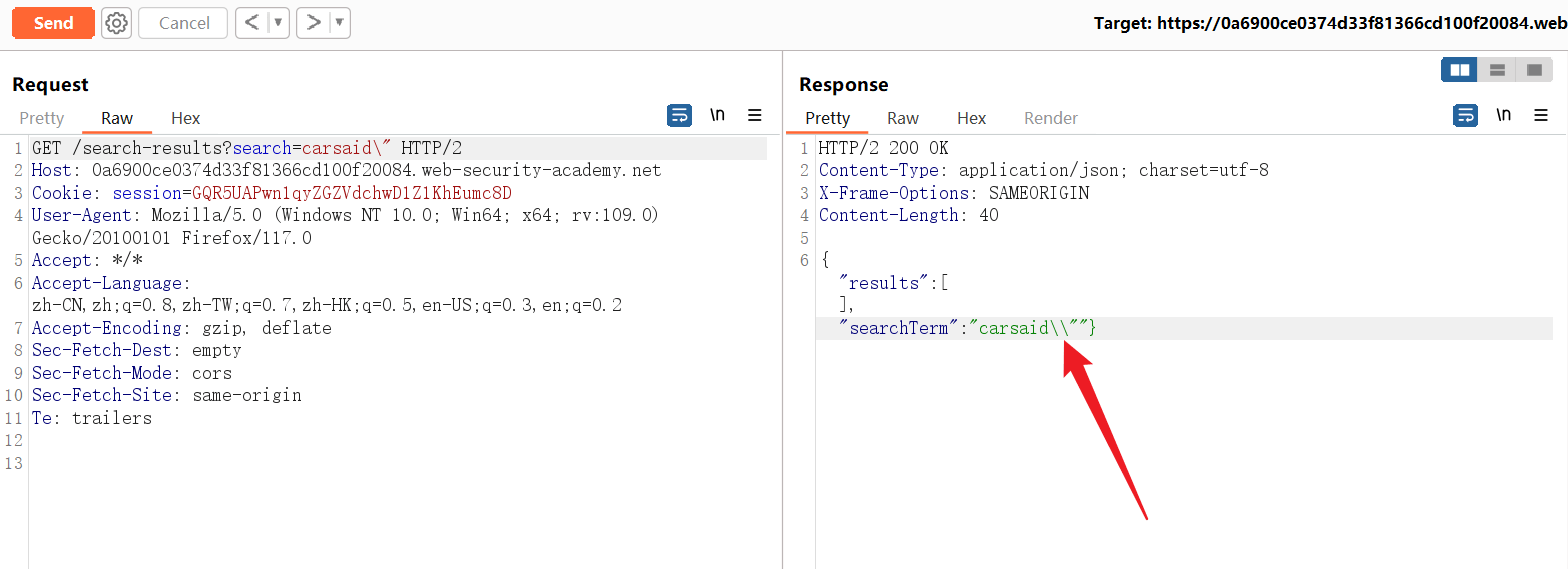 Send
Cancel
<
>
Target: https://0a6900ce0374d33f81366cd100f20084.web
Request
Pretty
Raw
Hex
\n
1 GET /search-results?search=carsaid\" HTTP/2
2 Host: 0a6900ce0374d33f81366cd100f20084.web-security-academy.net
3 Cookie: session=GQR5UAPwn1qyZGZVdchwD1Z1KhEumc8D
4 User-Agent: Mozilla/5.0 (Windows NT 10.0; Win64; x64; rv:109.0)
Gecko/20100101 Firefox/117.0
5 Accept: */*
6 Accept-Language:
zh-CN,zh;q=0.8,zh-TW;q=0.7,zh-HK;q=0.5,en-US;q=0.3,en;q=0.2
7 Accept-Encoding: gzip, deflate
8 Sec-Fetch-Dest: empty
9 Sec-Fetch-Mode: cors
10 Sec-Fetch-Site: same-origin
11 Te: trailers
12
13
Response
Pretty
Raw
Hex
Render
\n
1 HTTP/2 200 OK
2 Content-Type: application/json; charset=utf-8
3 X-Frame-Options: SAMEORIGIN
4 Content-Length: 40
5
6 {
"results":[
],
"searchTerm":"carsaid\\""}